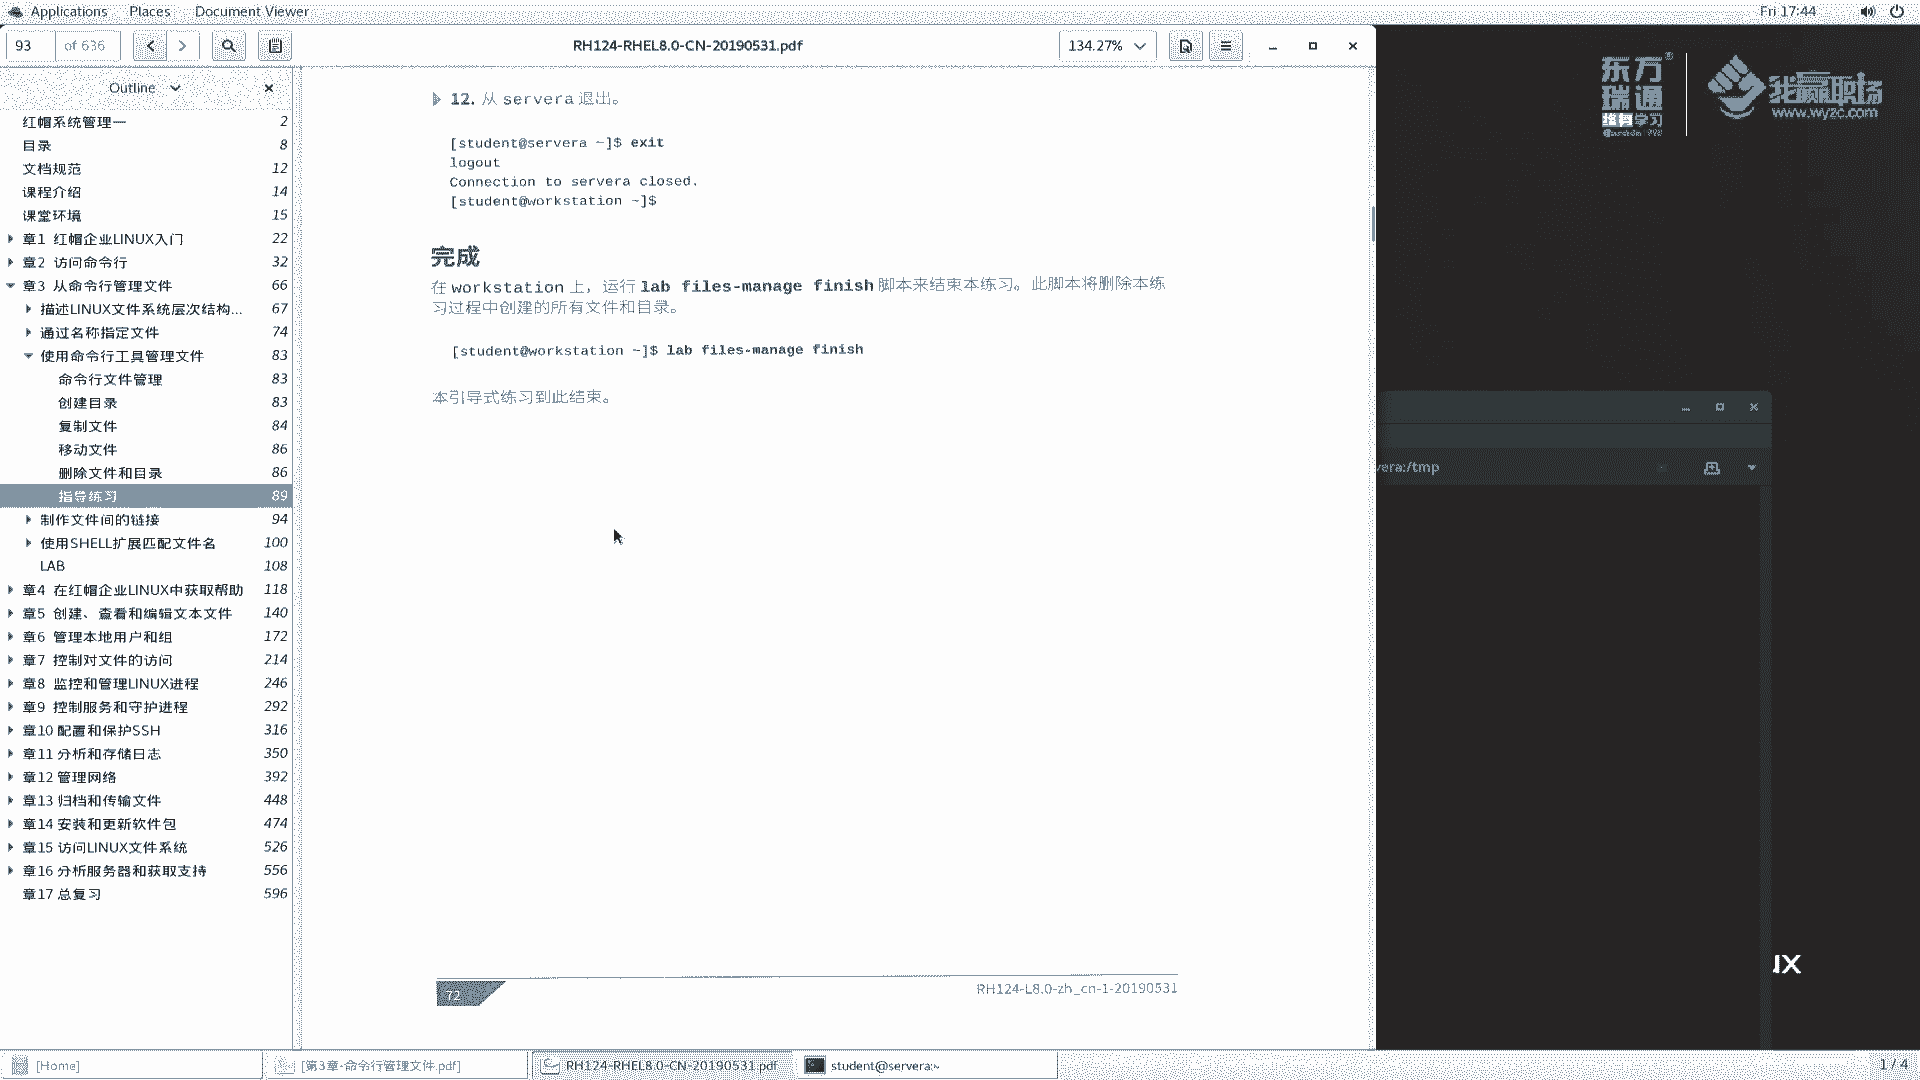 Applications Places Document Viewer Fri 17:44
93 of 636 RH124-RHEL8.0-CN-20190531.pdf 134.27%
Outline
红帽系统管理一 2
目录 8
文档规范 12
课程介绍 14
课堂环境 15
章1 红帽企业LINUX入门 22
章2 访问命令行 32
章3 从命令行管理文件 66
描述LINUX文件系统层次结构... 67
通过名称指定文件 74
使用命令行工具管理文件 83
命令行文件管理 83
创建目录 83
复制文件 84
移动文件 86
删除文件和目录 86
指导练习 89
制作文件间的链接 94
使用SHELL扩展匹配文件名 100
LAB 108
章4 在红帽企业LINUX中获取帮助 118
章5 创建、查看和编辑文本文件 140
章6 管理本地用户和组 172
章7 控制对文件的访问 214
章8 监控和管理LINUX进程 246
章9 控制服务和守护进程 292
章10 配置和保护SSH 316
章11 分析和存储日志 350
章12 管理网络 392
章13 归档和传输文件 448
章14 安装和更新软件包 474
章15 访问LINUX文件系统 526
章16 分析服务器和获取支持 556
章17 总复习 596
12. 从 servera 退出。
[student@servera ~]$ exit
logout
Connection to servera closed.
[student@workstation ~]$
完成
在 workstation 上，运行 lab files-manage finish 脚本来结束本练习。此脚本将删除本练
习过程中创建的所有文件和目录。
[student@workstation ~]$ lab files-manage finish
本引导式练习到此结束。
72
RH124-L8.0-zh_cn-1-20190531
东方
瑞通
终身学习
我赢职场
www.wyzc.com
vera:/tmp
UX
[Home] [第3章-命令行管理文件.pdf] RH124-RHEL8.0-CN-20190531.pdf student@servera:~ 1 / 4